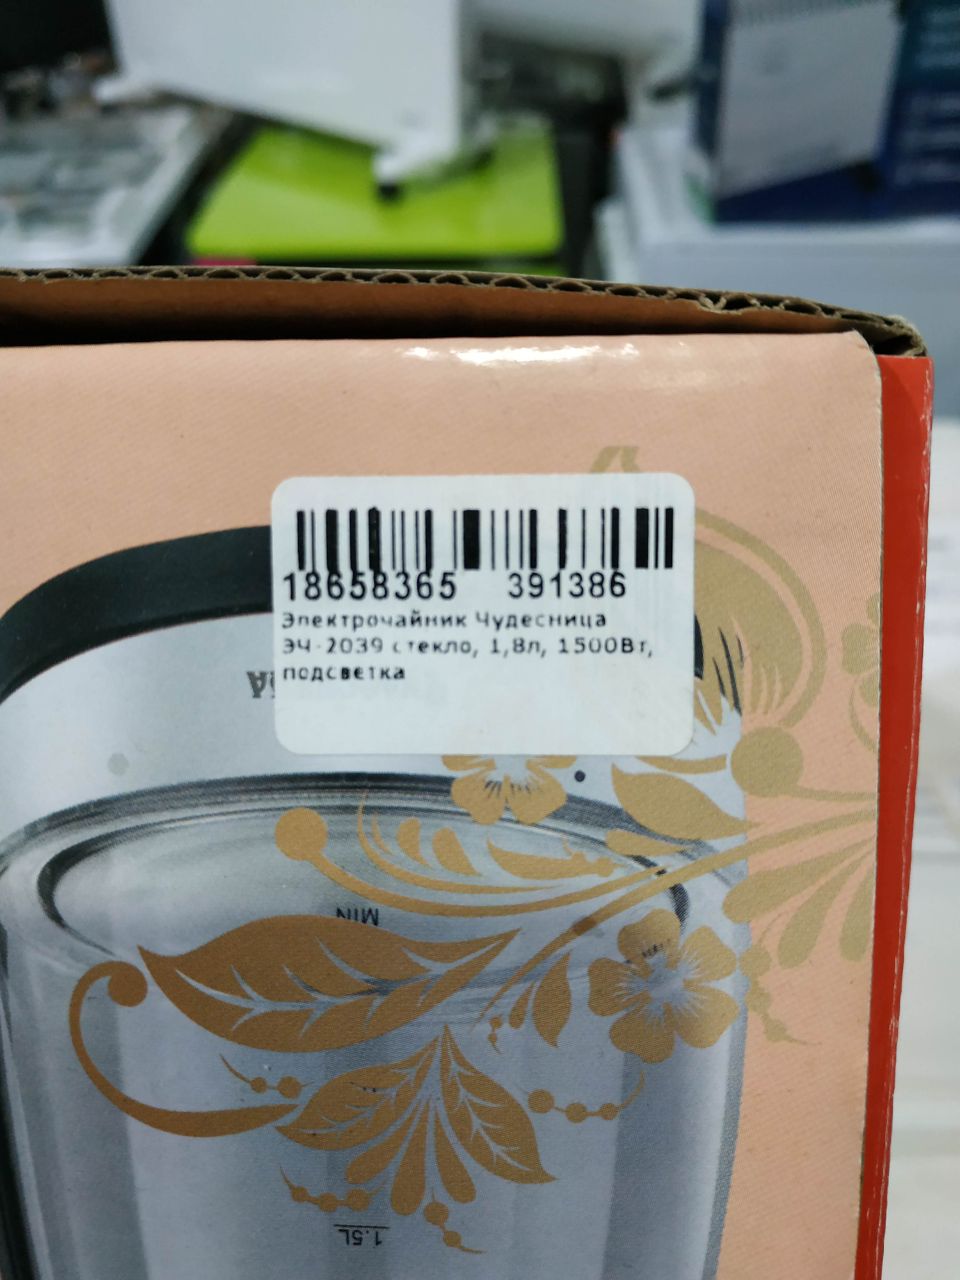 18658365 391386
Электрочайник Чудесница
ЭЧ-2039 стекло, 1,8л, 1500Вт,
подсветка
MIN
1.5L